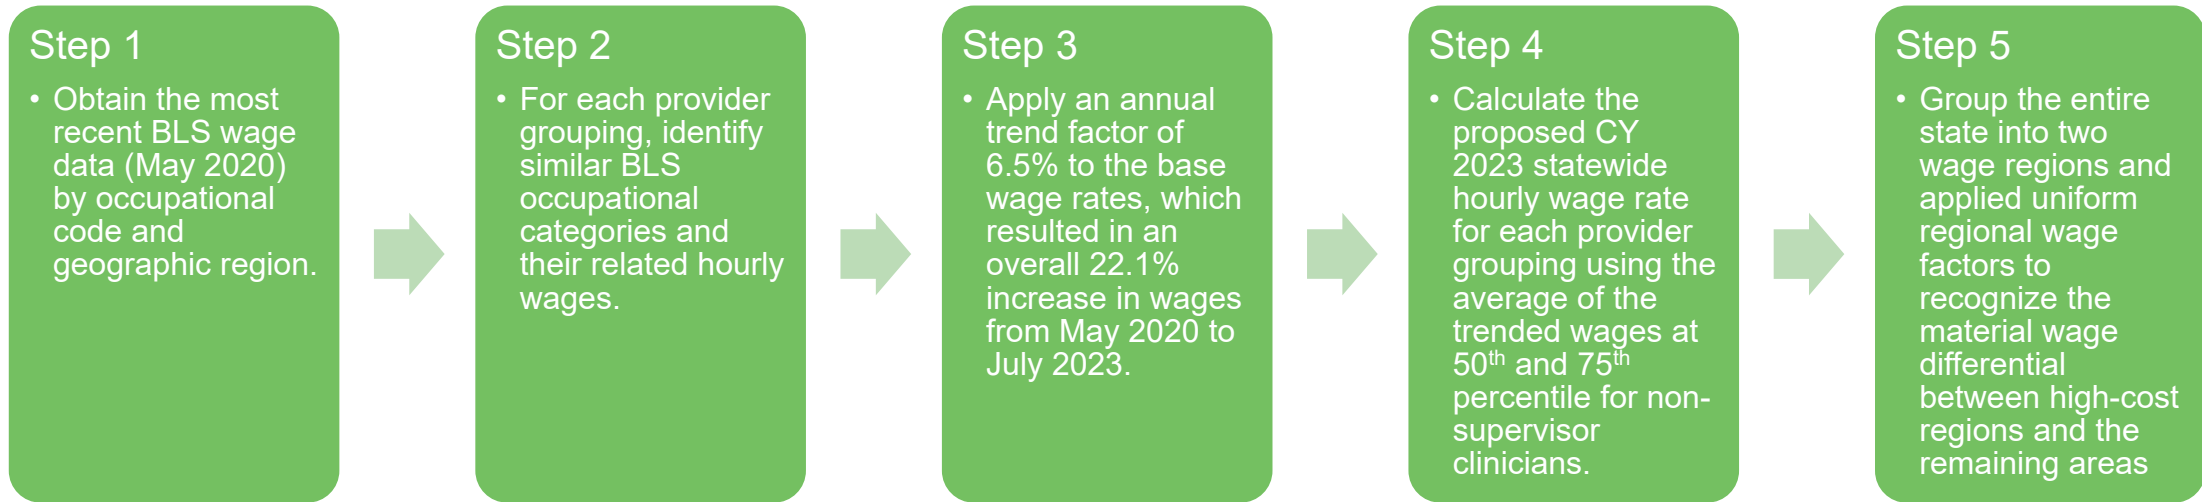 Step 1
• Obtain the most
recent BLS wage
data (May 2020)
by occupational
code and
geographic region.
Step 2
• For each provider
grouping, identify
similar BLS
occupational
categories and
their related hourly
wages.
Step 3
• Apply an annual
trend factor of
6.5% to the base
wage rates, which
resulted in an
overall 22.1%
increase in wages
from May 2020 to
July 2023.
Step 4
• Calculate the
proposed CY
2023 statewide
hourly wage rate
for each provider
grouping using the
average of the
trended wages at
50th and 75th
percentile for non-
supervisor
clinicians.
Step 5
• Group the entire
state into two
wage regions and
applied uniform
regional wage
factors to
recognize the
material wage
differential
between high-cost
regions and the
remaining areas